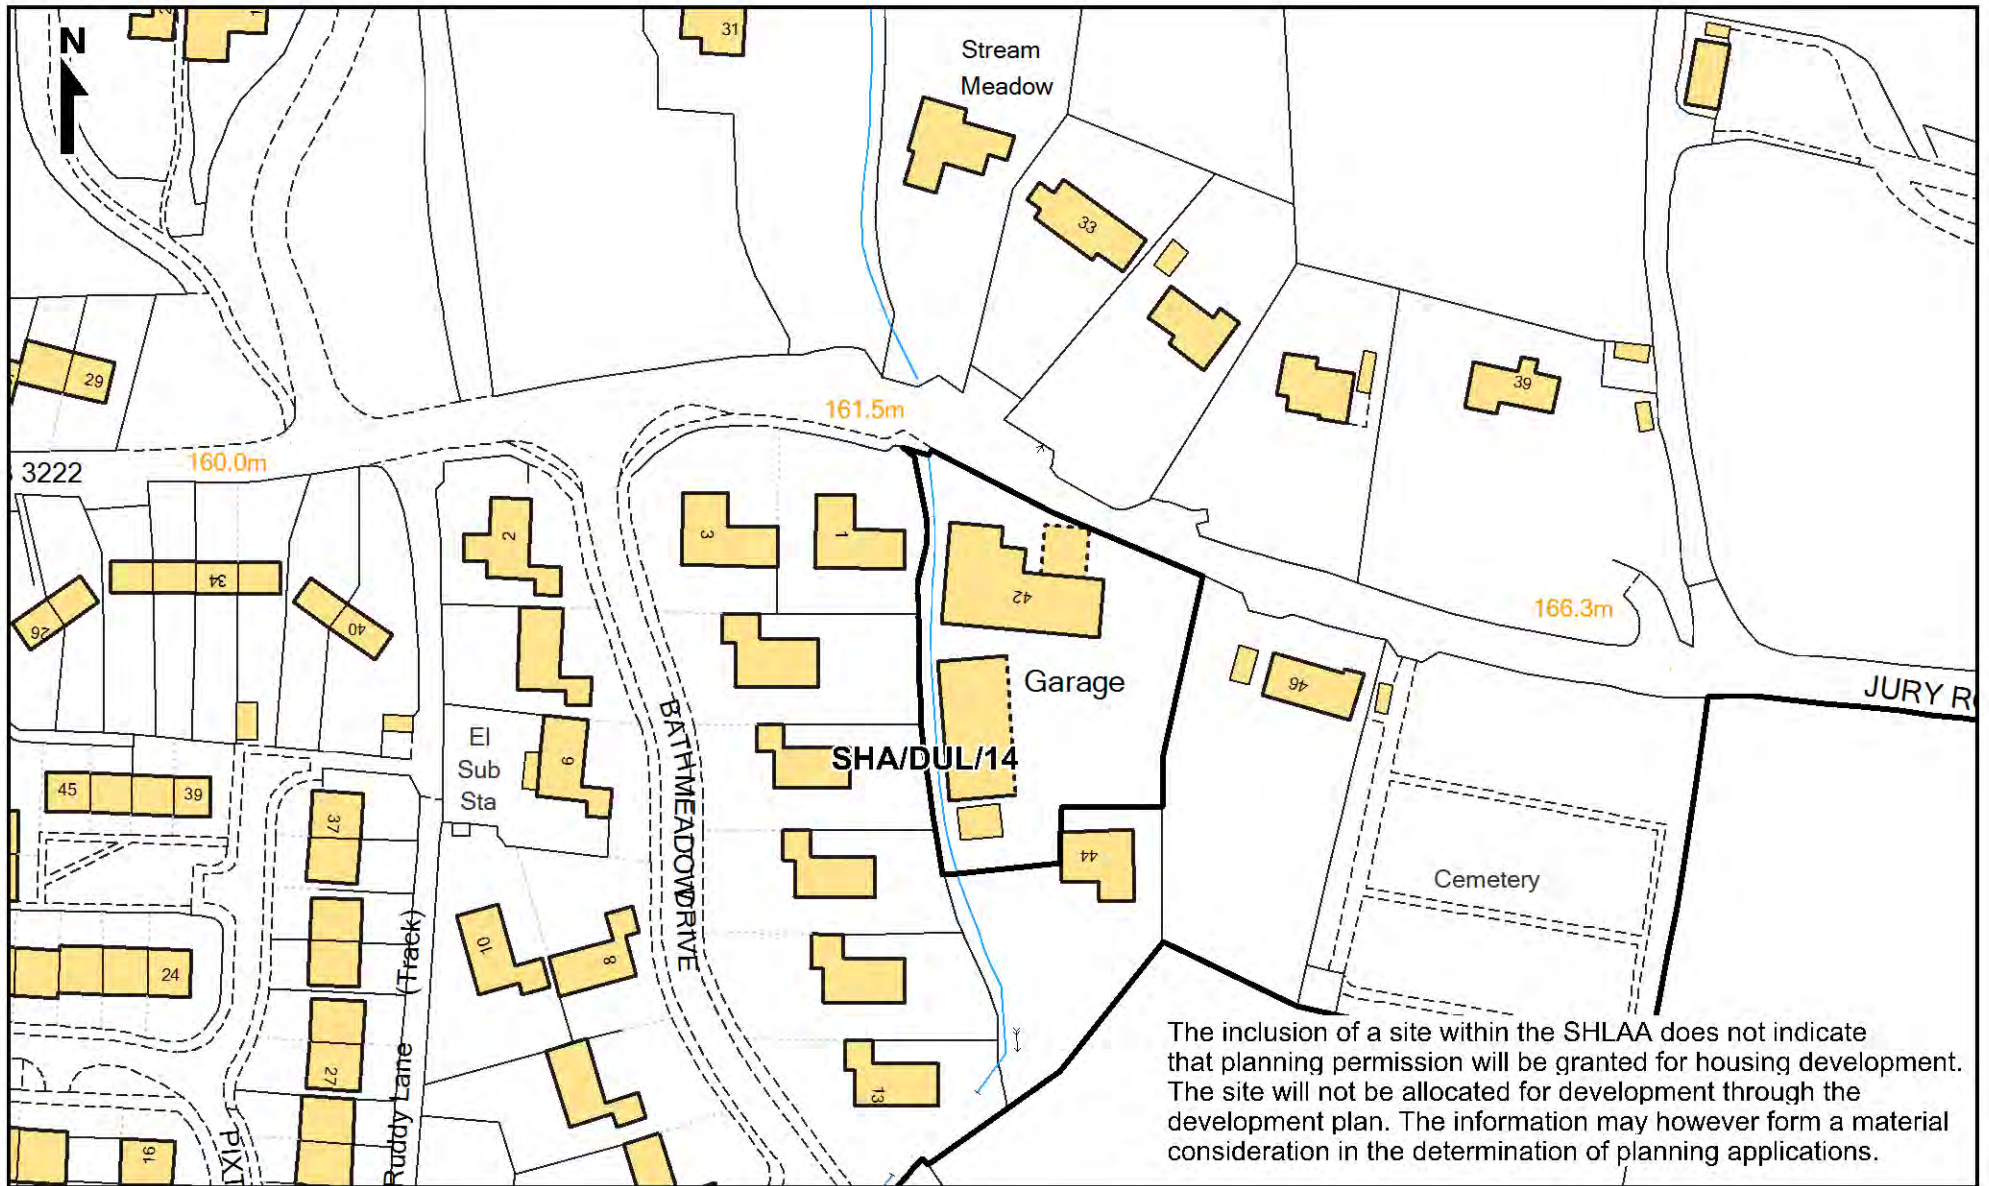 N
31
Stream
Meadow
33
29
39
161.5m
160.0m
3222
2
3
1
42
34
26
40
166.3m
46
JURY R
Garage
El
Sub
Sta
9
BATHMEADOWDRIVE
SHA/DUL/14
45
39
37
44
Cemetery
10
8
24
Ruddy Lane (Track)
27
13
16
PIXI
The inclusion of a site within the SHLAA does not indicate
that planning permission will be granted for housing development.
The site will not be allocated for development through the
development plan. The information may however form a material
consideration in the determination of planning applications.